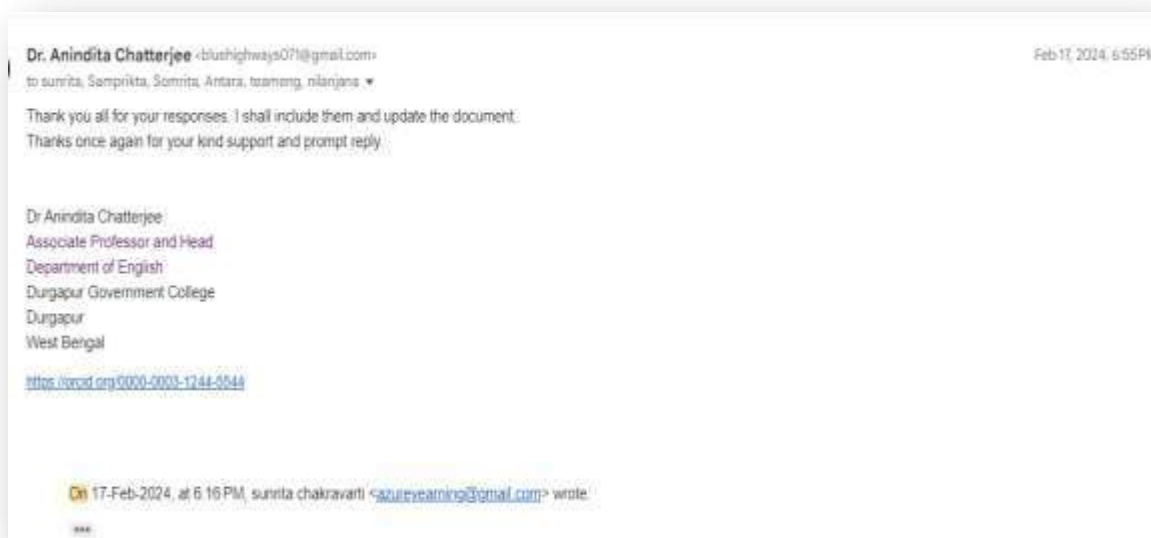 Dr. Anindita Chatterjee <blushighways071@gmail.com>
Feb 17, 2024, 6:55 PM
to sunrita, Samprikta, Somrita, Antara, nilanjana
Thank you all for your responses. I shall include them and update the document.
Thanks once again for your kind support and prompt reply
Dr Anindita Chatterjee
Associate Professor and Head
Department of English
Durgapur Government College
Durgapur
West Bengal
https://orcid.org/0000-0003-1244-5544
On 17-Feb-2024, at 6:16 PM, sunrita chakravarti <azureyearning@gmail.com> wrote: